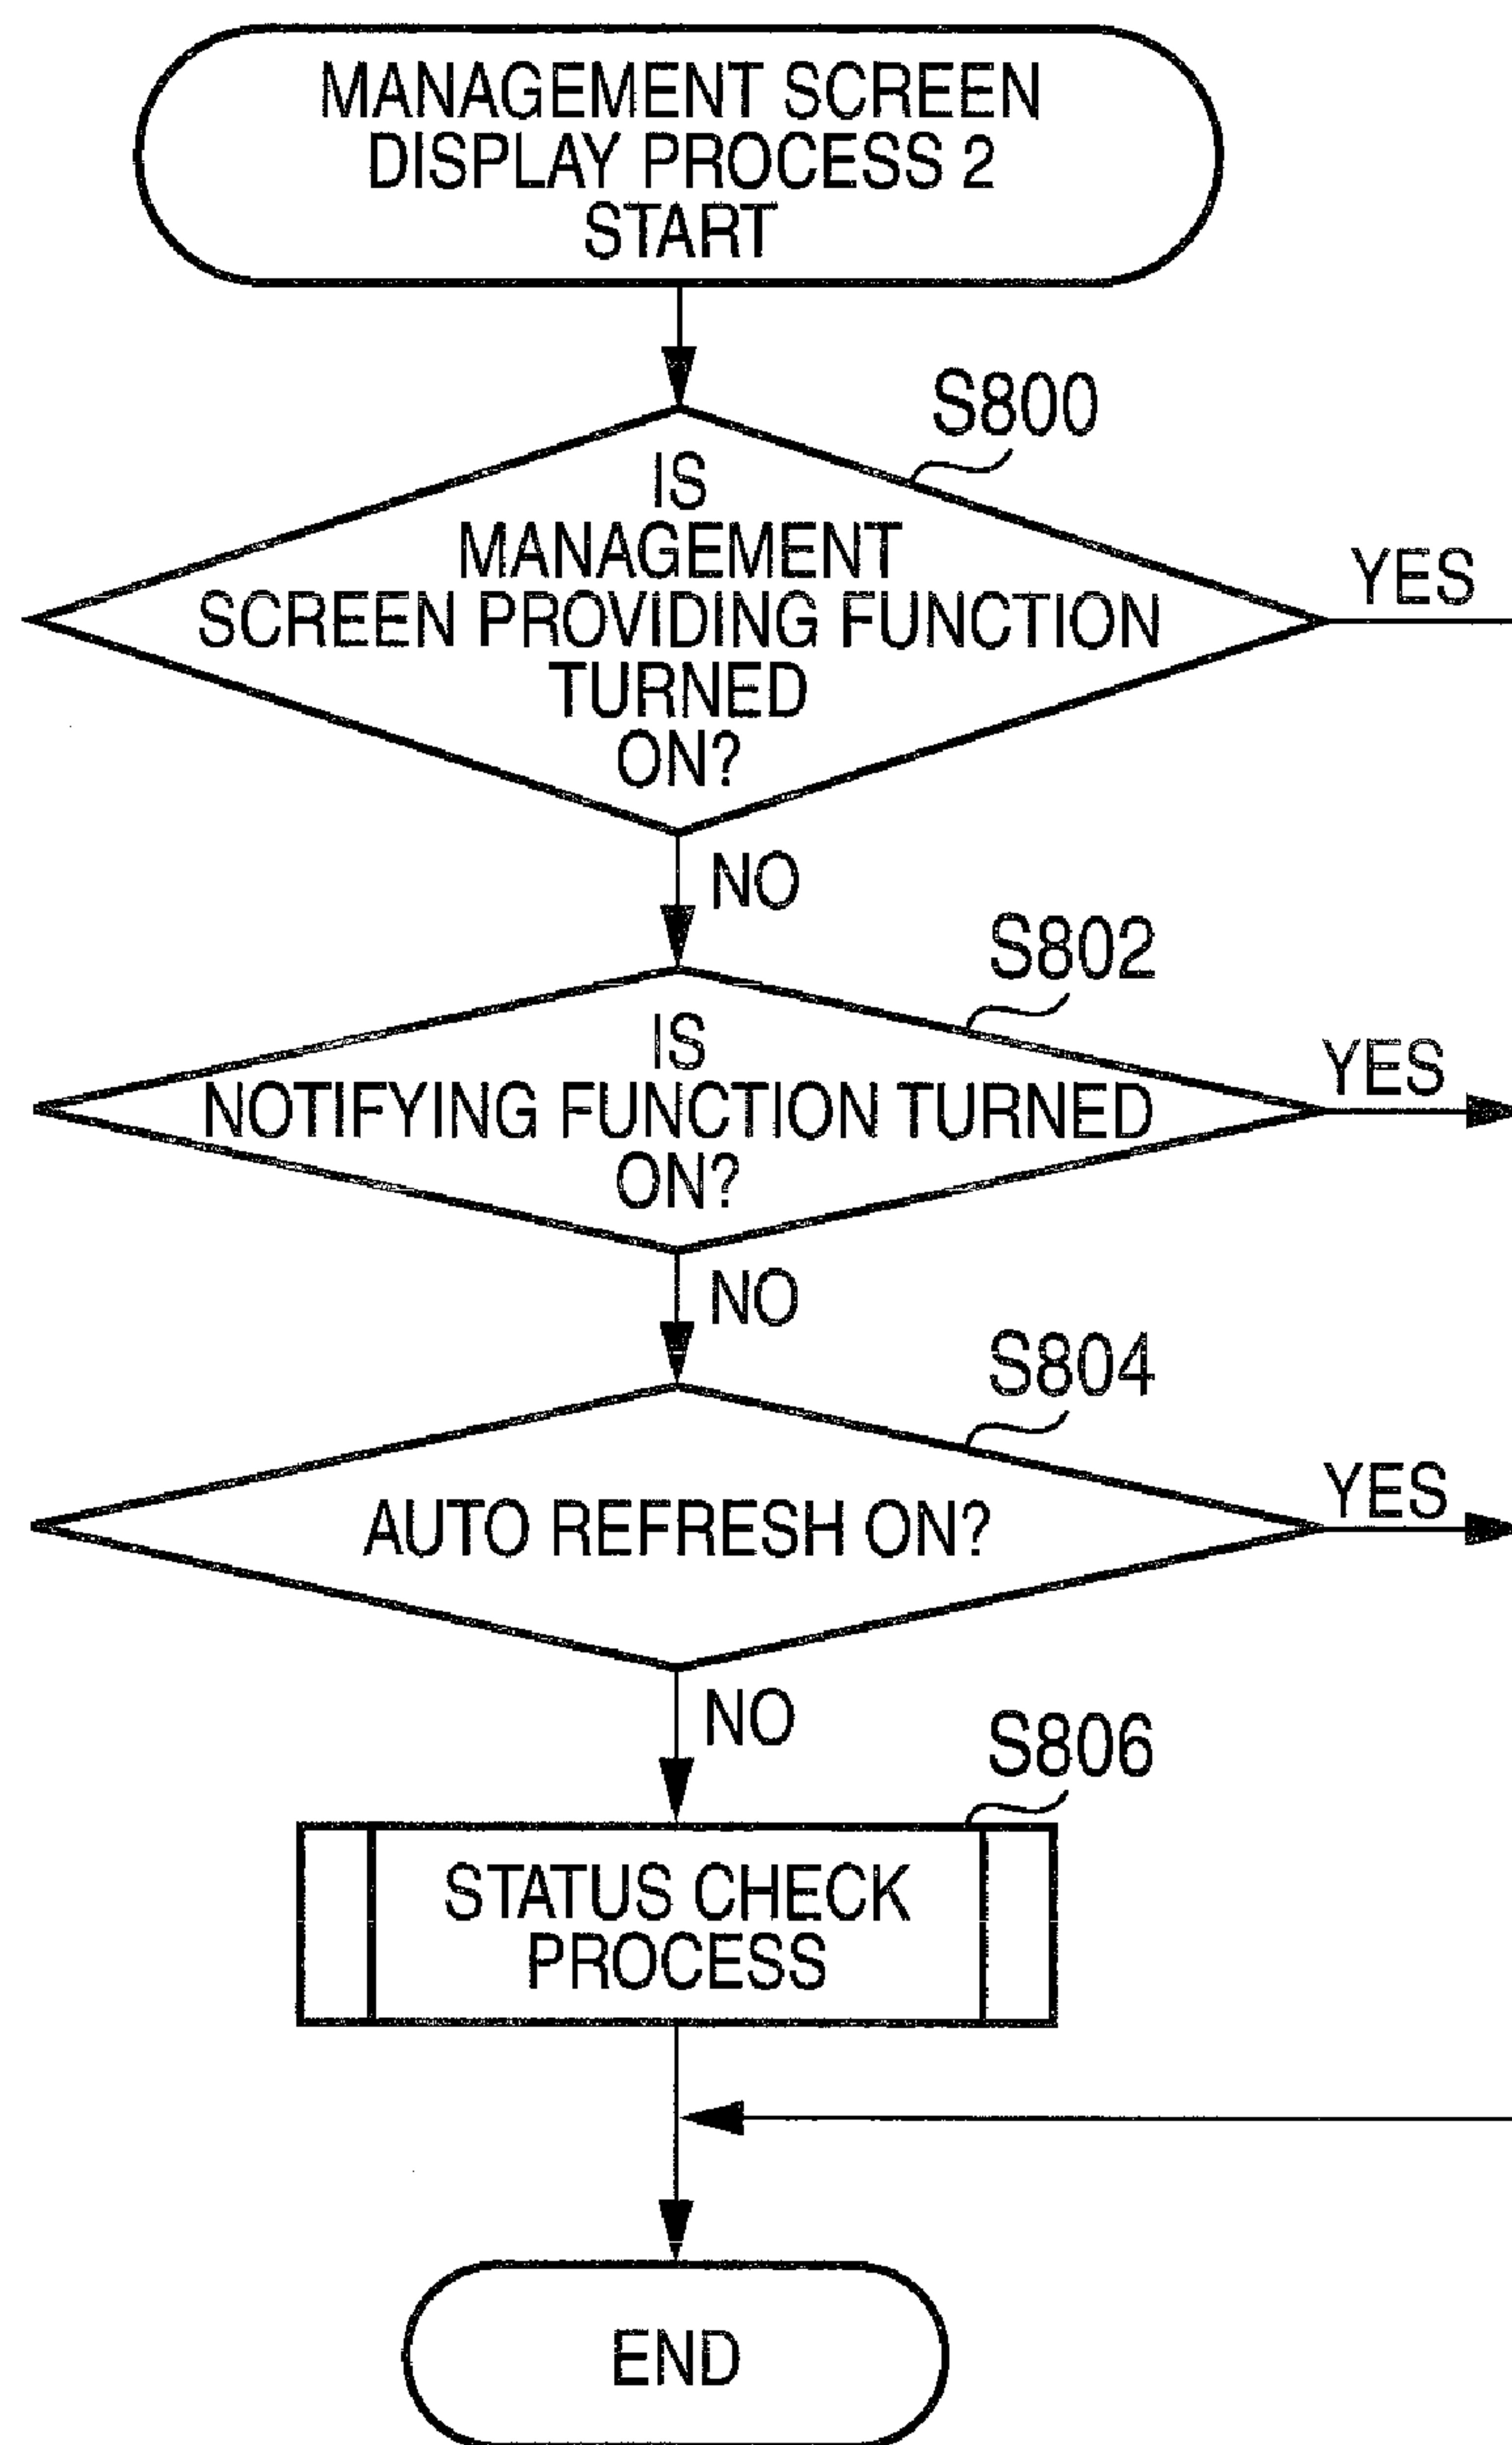 MANAGEMENT SCREEN
DISPLAY PROCESS 2
START
S800
IS
MANAGEMENT
SCREEN PROVIDING FUNCTION
TURNED
ON?
YES
NO
S802
IS
NOTIFYING FUNCTION TURNED
ON?
YES
NO
S804
AUTO REFRESH ON?
YES
NO
S806
STATUS CHECK
PROCESS
END